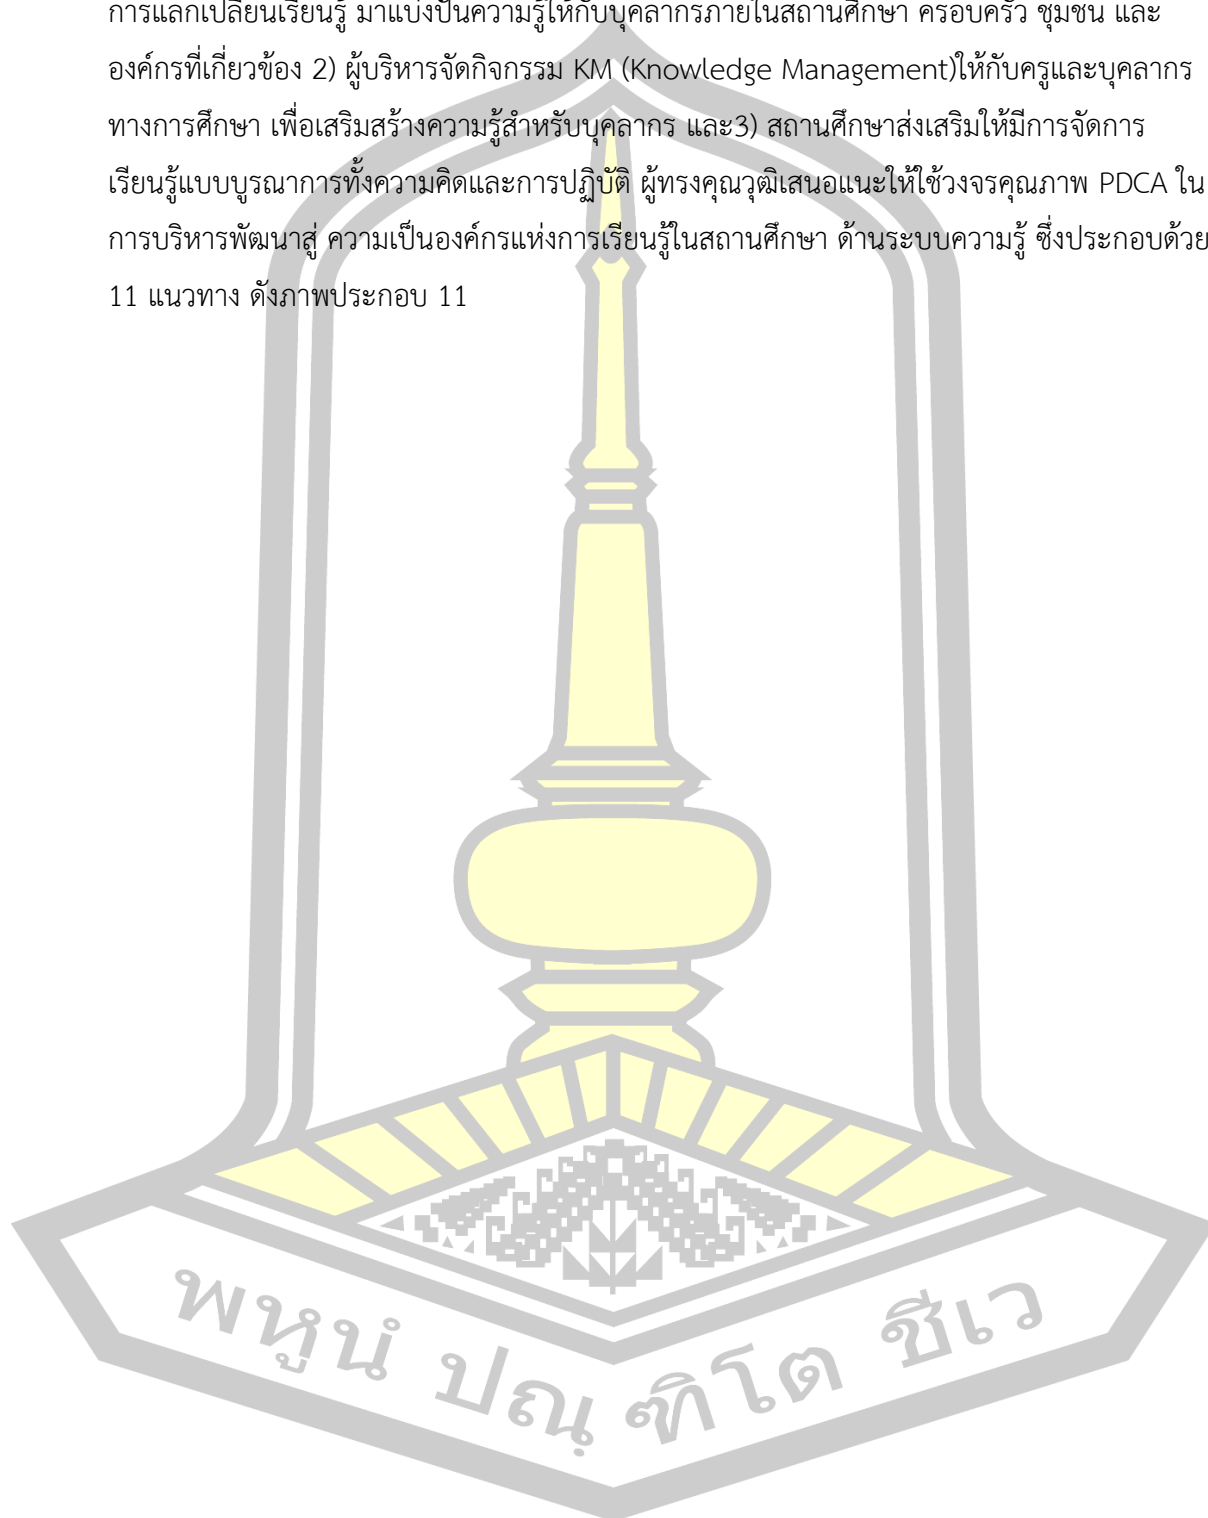 การแลกเปลี่ยนเรียนรู้ มาแบ่งปันความรู้ให้กับบุคลากรภายในสถานศึกษา ครอบครัว ชุมชน และ
องค์กรที่เกี่ยวข้อง 2) ผู้บริหารจัดกิจกรรม KM (Knowledge Management)ให้กับครูและบุคลากร
ทางการศึกษา เพื่อเสริมสร้างความรู้สำหรับบุคลากร และ3) สถานศึกษาส่งเสริมให้มีการจัดการ
เรียนรู้แบบบูรณาการทั้งความคิดและการปฏิบัติ ผู้ทรงคุณวุฒิเสนอแนะให้ใช้วงจรคุณภาพ PDCA ใน
การบริหารพัฒนาสู่ ความเป็นองค์กรแห่งการเรียนรู้ในสถานศึกษา ด้านระบบความรู้ ซึ่งประกอบด้วย
11 แนวทาง ดังภาพประกอบ 11
พหูนํ ปณฺ ฑิโต ชีเว